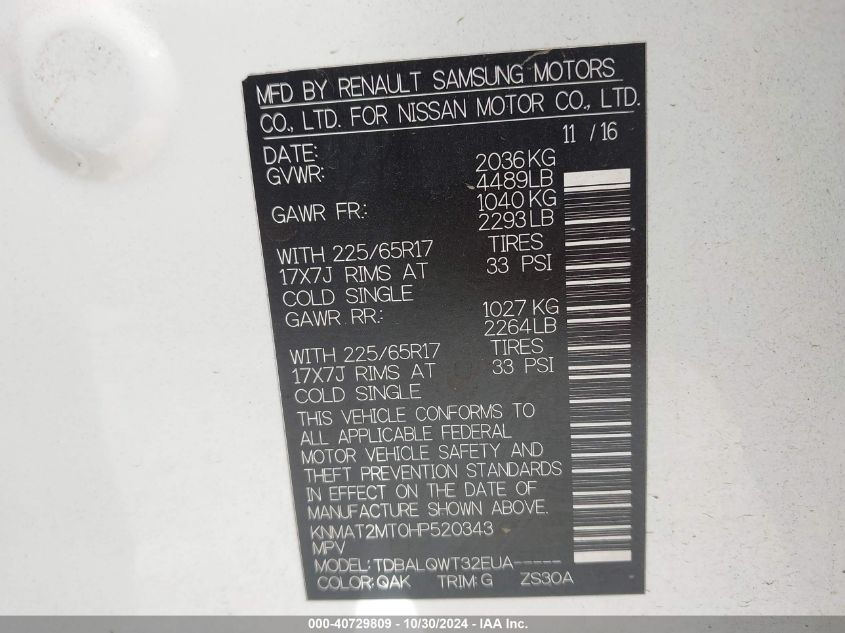 MFD BY RENAULT SAMSUNG MOTORS
CO., LTD. FOR NISSAN MOTOR CO., LTD.
DATE: 11 / 16
GVWR: 2036 KG
4489LB
GAWR FR.: 1040 KG
2293 LB
WITH 225/65R17 TIRES
17X7J RIMS AT 33 PSI
COLD SINGLE
GAWR RR.: 1027 KG
2264 LB
WITH 225/65R17 TIRES
17X7J RIMS AT 33 PSI
COLD SINGLE
THIS VEHICLE CONFORMS TO
ALL APPLICABLE FEDERAL
MOTOR VEHICLE SAFETY AND
THEFT PREVENTION STANDARDS
IN EFFECT ON THE DATE OF
MANUFACTURE SHOWN ABOVE.
KNMAT2MT0HP520343
MPV
MODEL: TDBALQWT32EUA-----
COLOR: QAK TRIM: G ZS30A
000-40729809 - 10/30/2024 - IAA Inc.